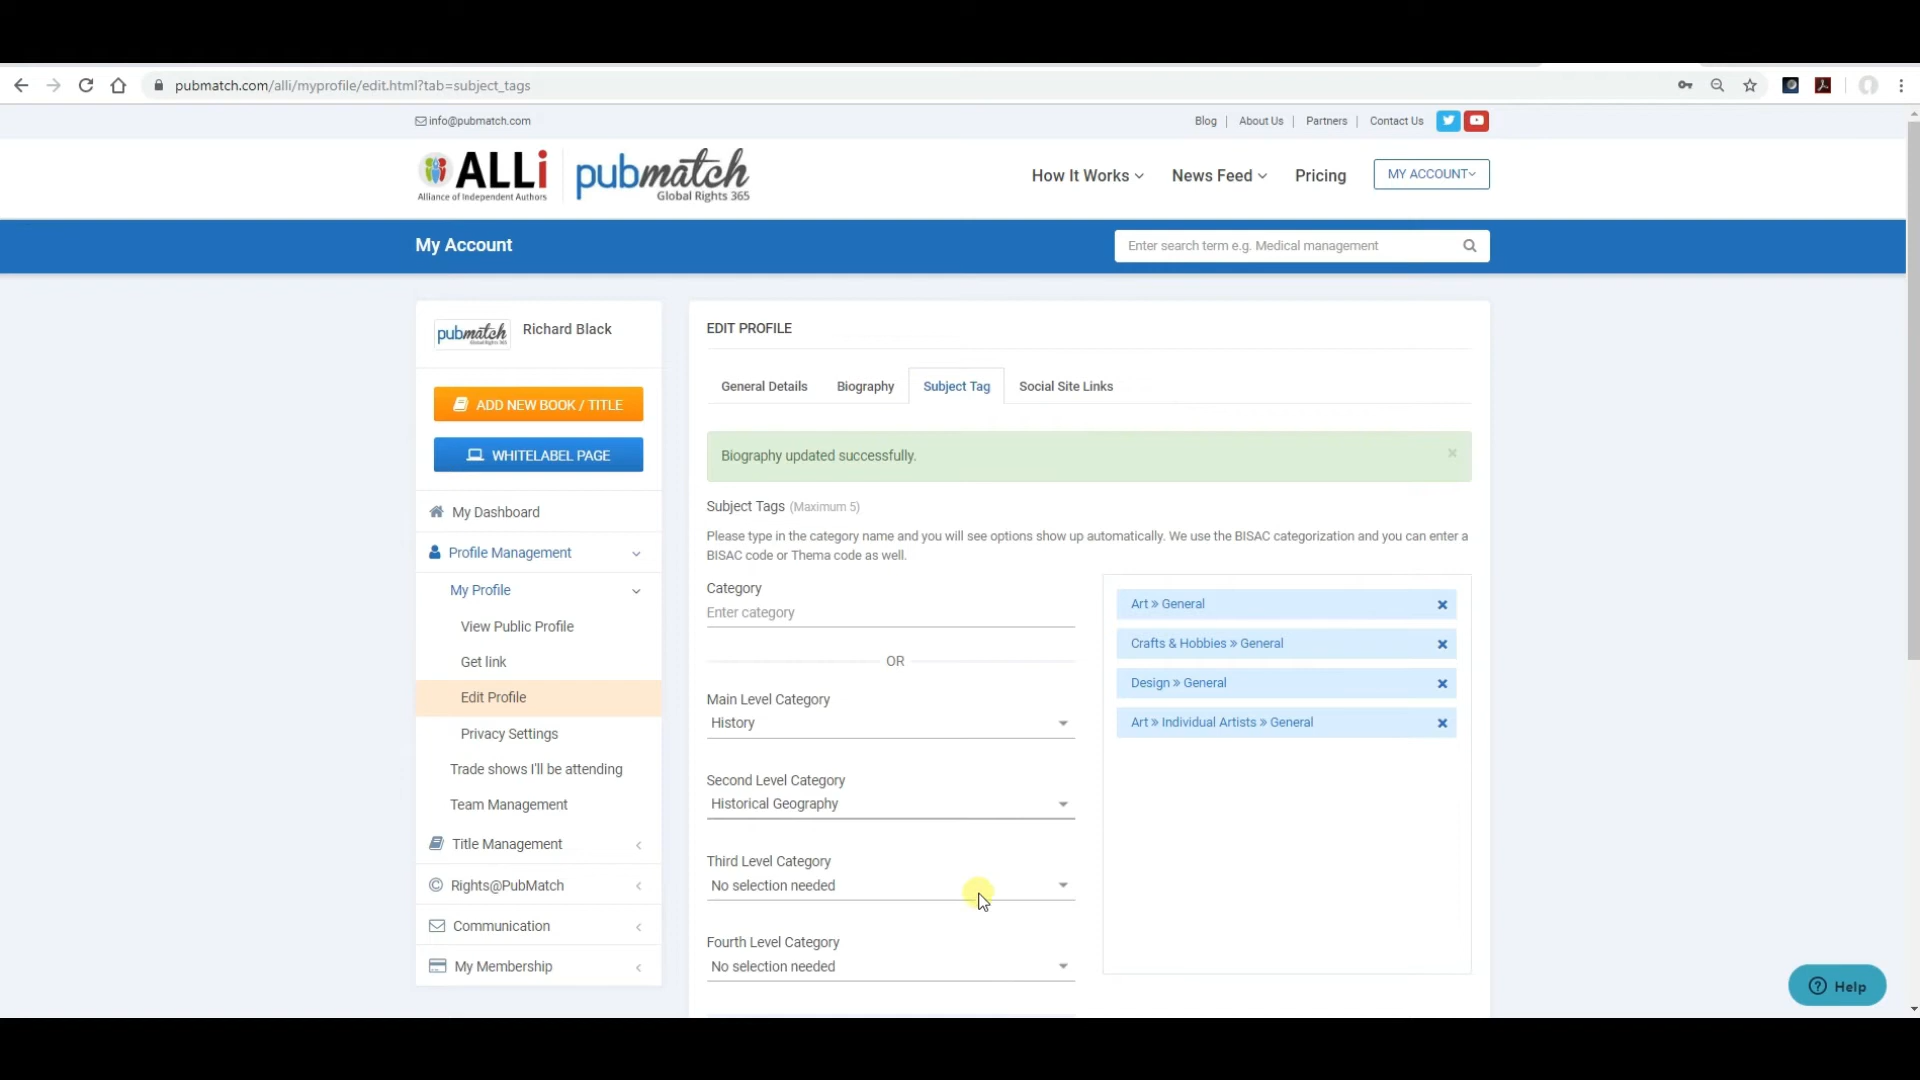 pubmatch.com/alli/myprofile/edit.html?tab=subject_tags
info@pubmatch.com
Blog | About Us | Partners | Contact Us
ALLi
Alliance of Independent Authors
pubmatch
Global Rights 365
How It Works
News Feed
Pricing
MY ACCOUNT
My Account
Enter search term e.g. Medical management
pubmatch
Global Rights 365
Richard Black
ADD NEW BOOK / TITLE
WHITELABEL PAGE
My Dashboard
Profile Management
My Profile
View Public Profile
Get link
Edit Profile
Privacy Settings
Trade shows I'll be attending
Team Management
Title Management
Rights@PubMatch
Communication
My Membership
EDIT PROFILE
General Details
Biography
Subject Tag
Social Site Links
Biography updated successfully.
×
Subject Tags (Maximum 5)
Please type in the category name and you will see options show up automatically. We use the BISAC categorization and you can enter a
BISAC code or Thema code as well.
Category
Enter category
OR
Main Level Category
History
Second Level Category
Historical Geography
Third Level Category
No selection needed
Fourth Level Category
No selection needed
Art » General
Crafts & Hobbies » General
Design » General
Art » Individual Artists » General
Help